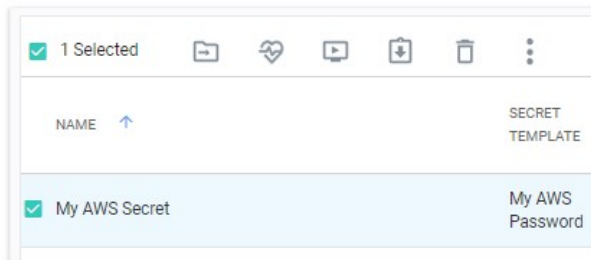 1 Selected
NAME
SECRET
TEMPLATE
My AWS Secret
My AWS
Password